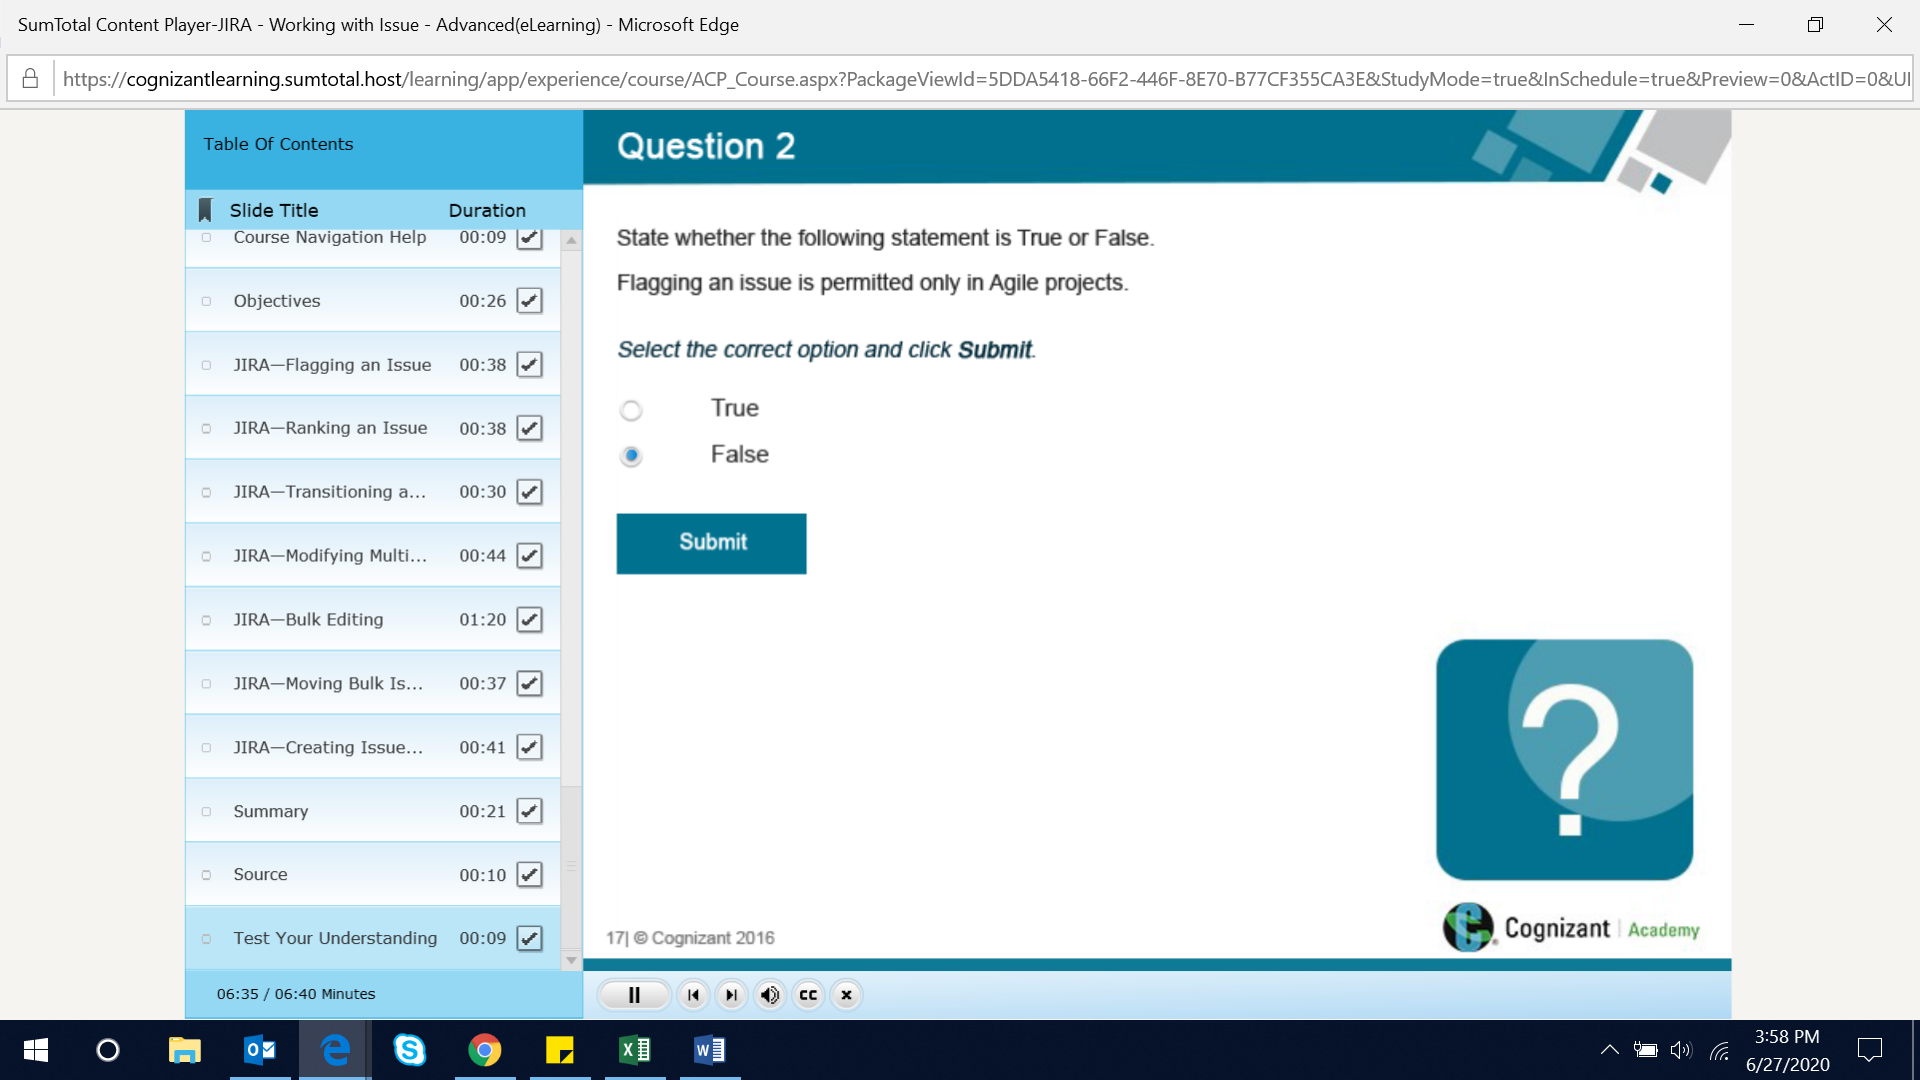 SumTotal Content Player-JIRA - Working with Issue - Advanced(eLearning) - Microsoft Edge
https://cognizantlearning.sumtotal.host/learning/app/experience/course/ACP_Course.aspx?PackageViewId=5DDA5418-66F2-446F-8E70-B77CF355CA3E&StudyMode=true&InSchedule=true&Preview=0&ActID=0&UI
Table Of Contents
Slide Title Duration
Course Navigation Help 00:09
Objectives 00:26
JIRA—Flagging an Issue 00:38
JIRA—Ranking an Issue 00:38
JIRA—Transitioning a... 00:30
JIRA—Modifying Multi... 00:44
JIRA—Bulk Editing 01:20
JIRA—Moving Bulk Is... 00:37
JIRA—Creating Issue... 00:41
Summary 00:21
Source 00:10
Test Your Understanding 00:09
06:35 / 06:40 Minutes
Question 2
State whether the following statement is True or False.
Flagging an issue is permitted only in Agile projects.
Select the correct option and click Submit.
True
False
Submit
?
Cognizant | Academy
17| © Cognizant 2016
CC
3:58 PM
6/27/2020